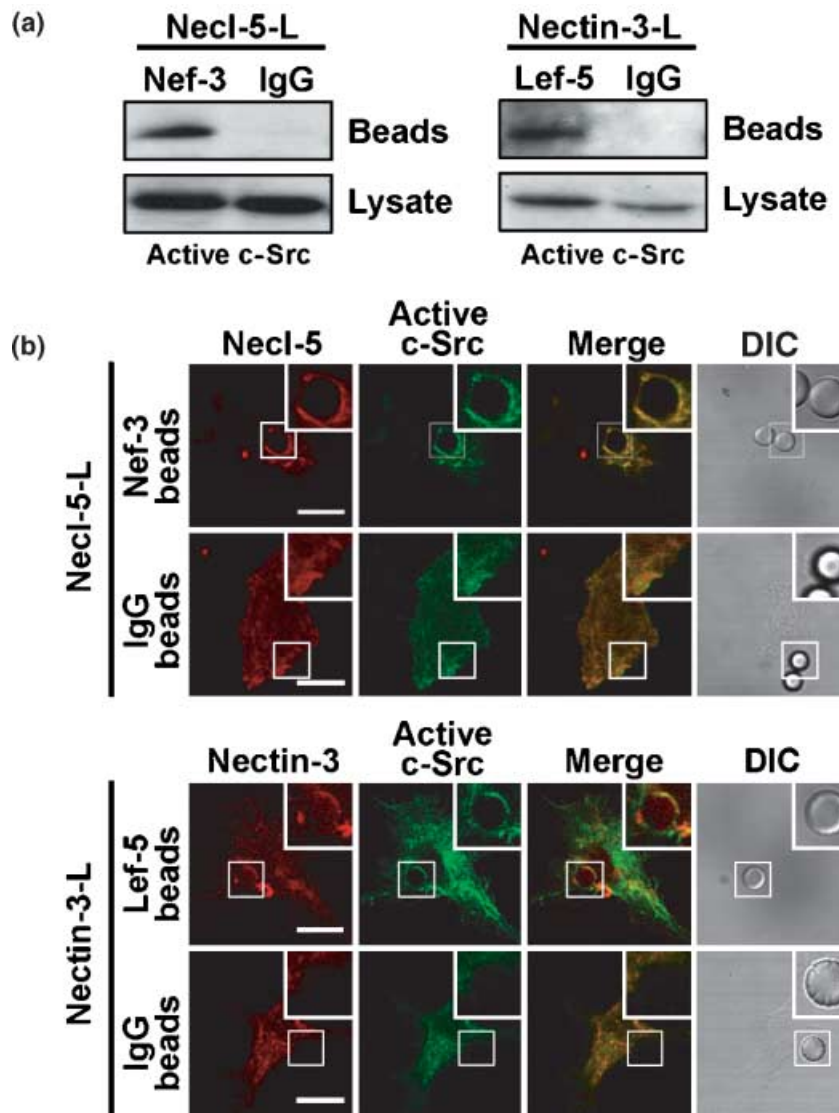 (a)
Necl-5-L Nectin-3-L
Nef-3 IgG Lef-5 IgG
Beads Beads
Lysate Lysate
Active c-Src Active c-Src
(b)
Necl-5 Active c-Src Merge DIC
Necl-5-L
Nef-3 beads
IgG beads
Nectin-3 Active c-Src Merge DIC
Nectin-3-L
Lef-5 beads
IgG beads